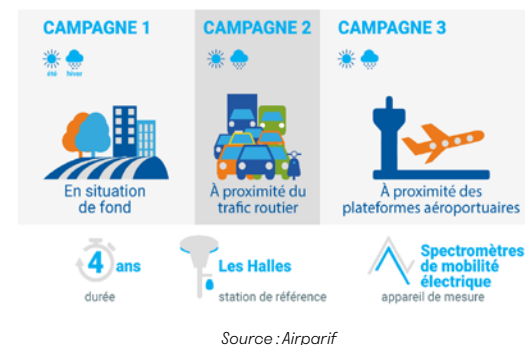 CAMPAGNE 1
été hiver
En situation
de fond
CAMPAGNE 2
À proximité du
trafic routier
CAMPAGNE 3
À proximité des
plateformes aéroportuaires
4 ans
durée
Les Halles
station de référence
Spectromètres
de mobilité
électrique
appareil de mesure
Source : Airparif